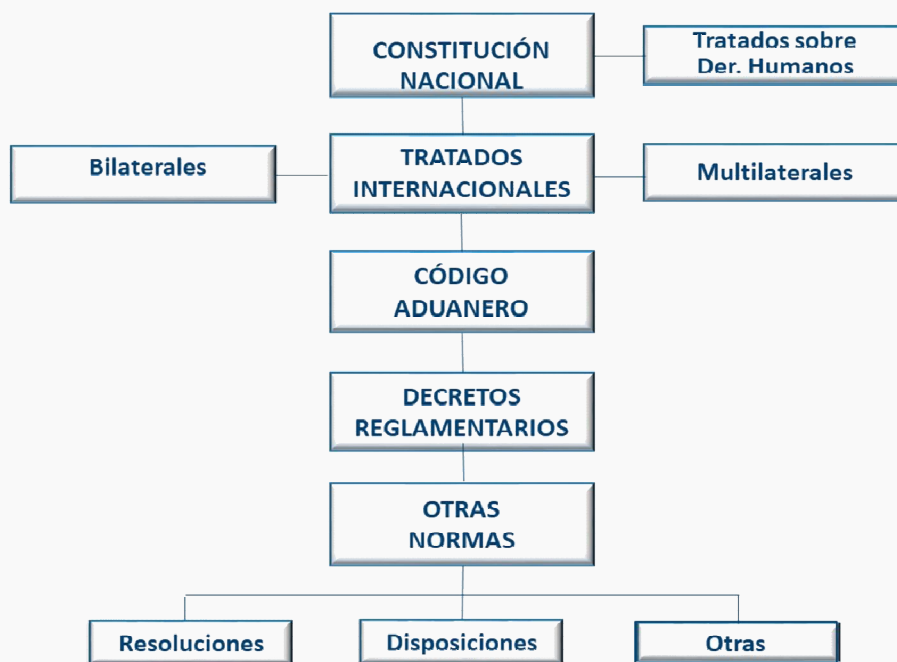 CONSTITUCIÓN
NACIONAL
Tratados sobre
Der. Humanos
Bilaterales
TRATADOS
INTERNACIONALES
Multilaterales
CÓDIGO
ADUANERO
DECRETOS
REGLAMENTARIOS
OTRAS
NORMAS
Resoluciones
Disposiciones
Otras